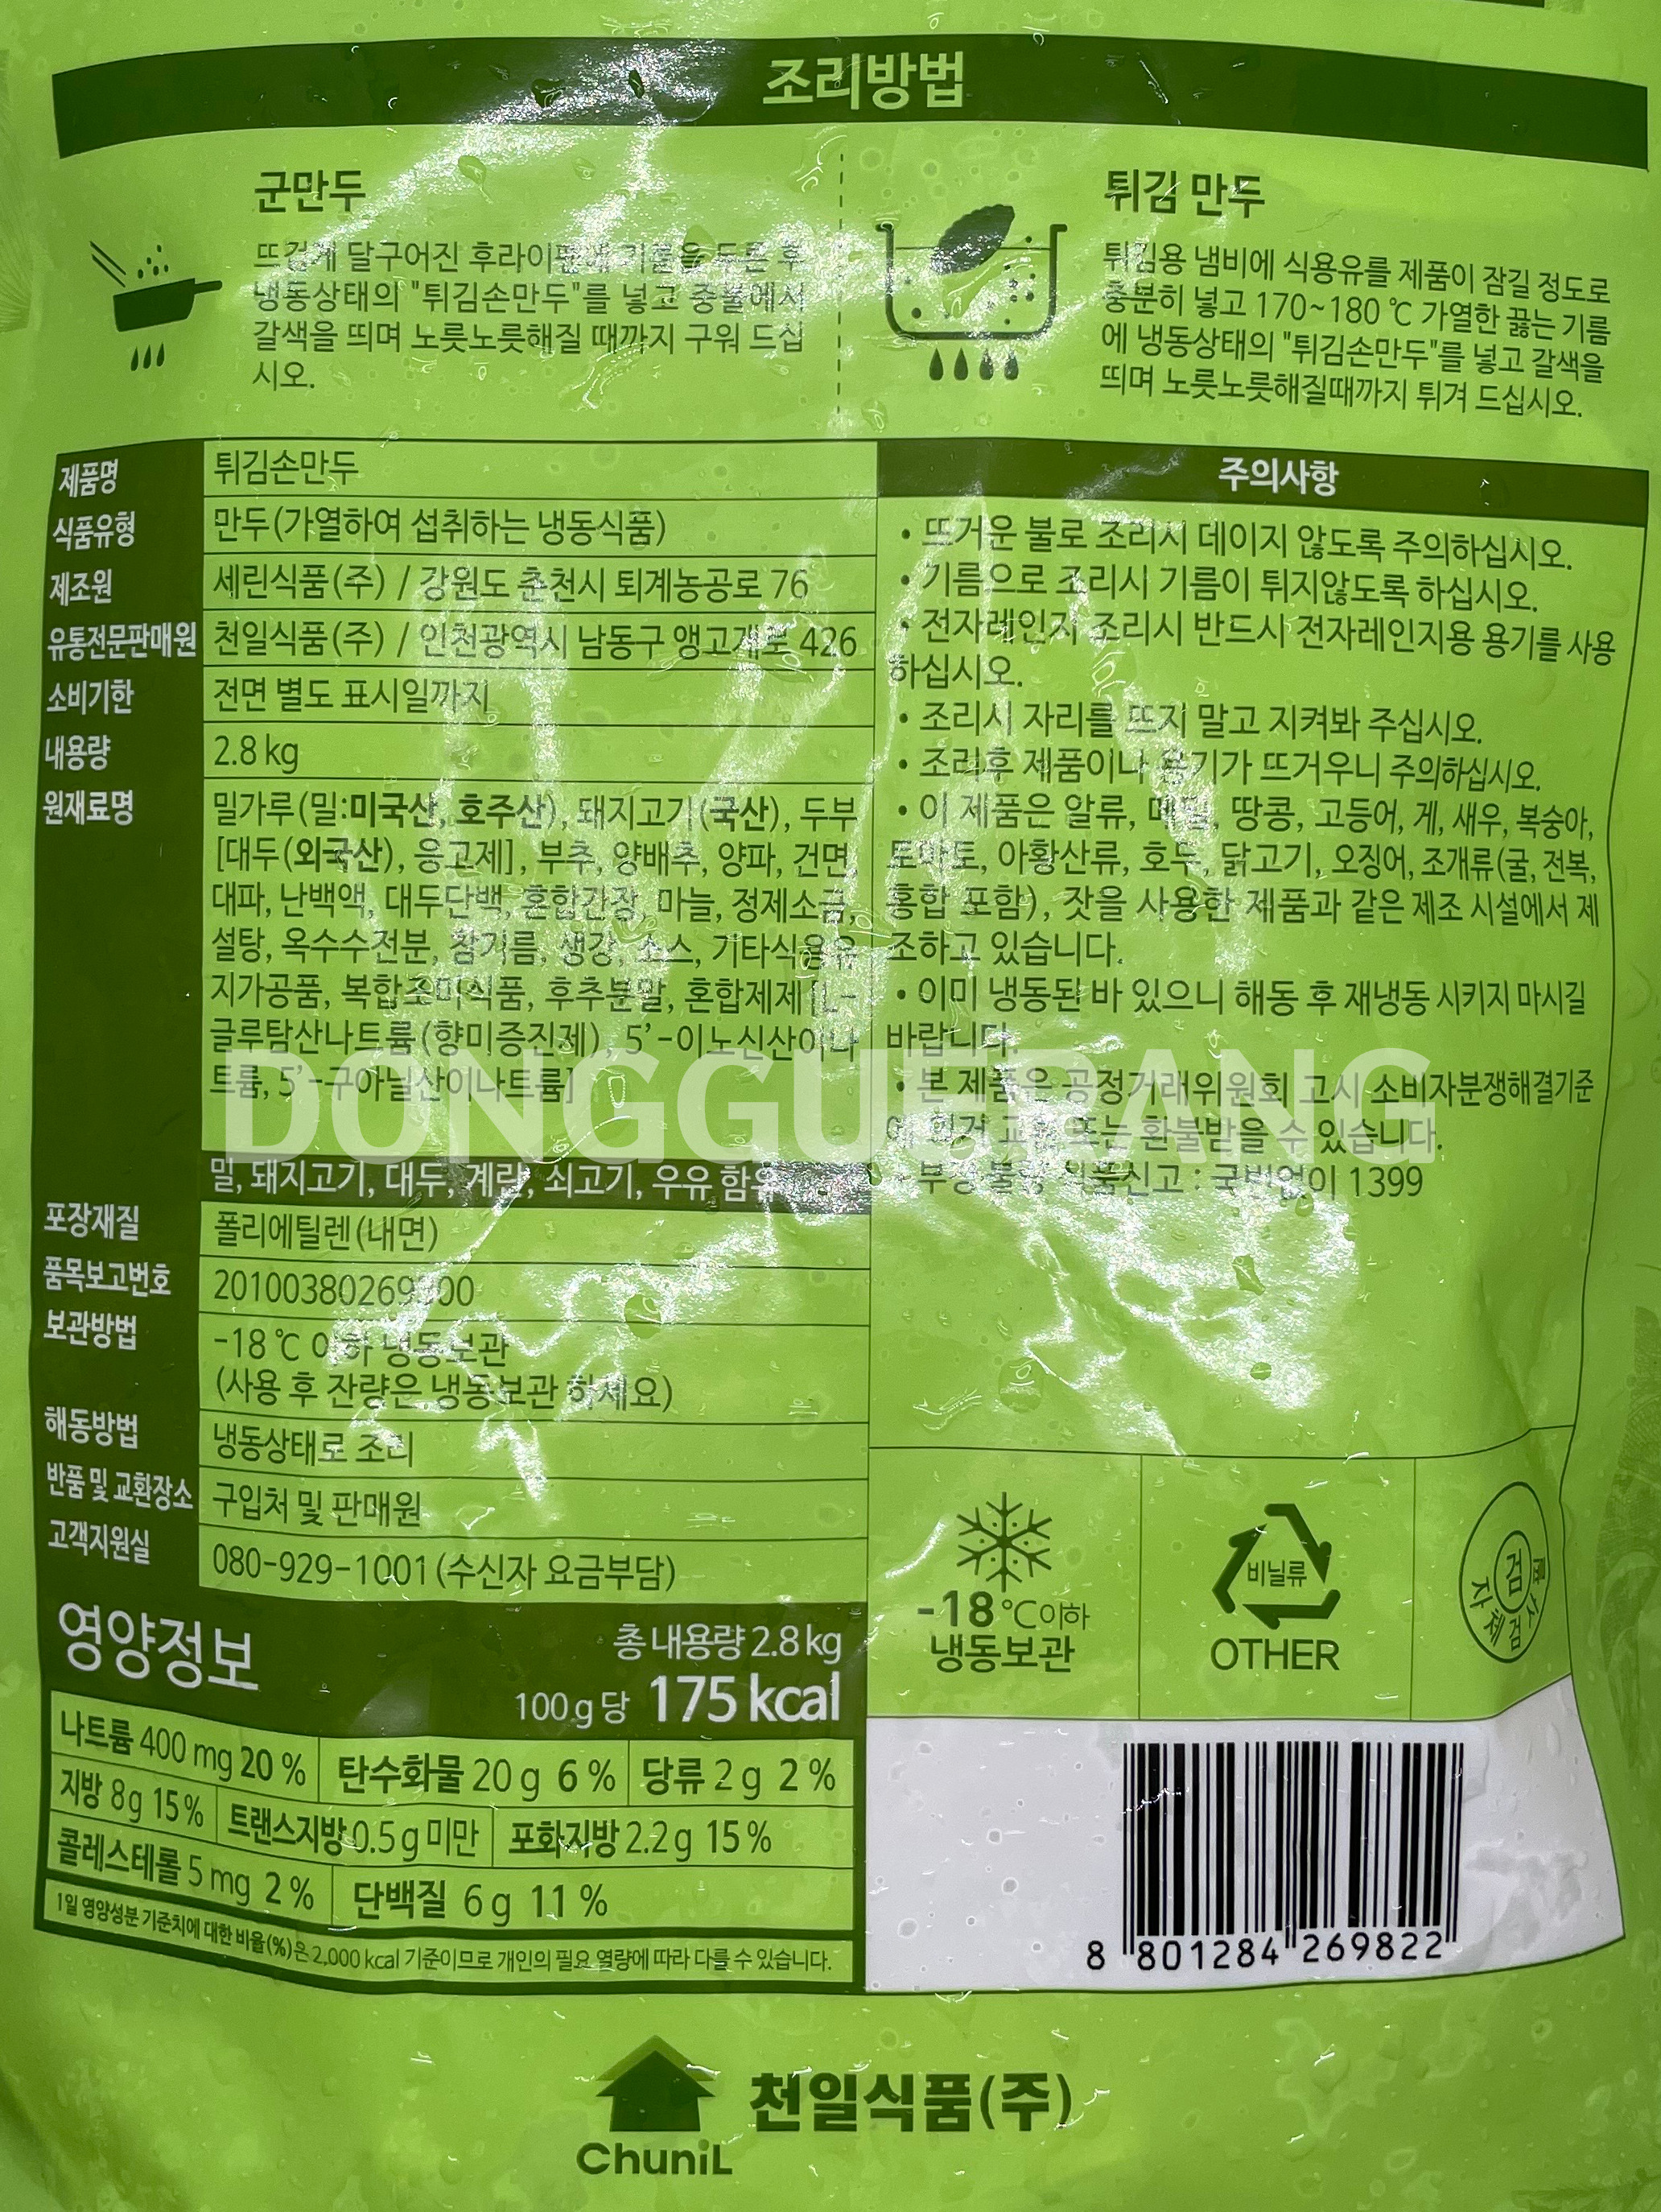 조리방법
군만두
뜨겁게 달구어진 후라이팬에 기름을 두른 후
냉동상태의 "튀김손만두"를 넣고 중불에서
갈색을 띄며 노릇노릇해질 때까지 구워 드십
시오.
튀김 만두
튀김용 냄비에 식용유를 제품이 잠길 정도로
충분히 넣고 170~180 ℃ 가열한 끓는 기름
에 냉동상태의 "튀김손만두"를 넣고 갈색을
띄며 노릇노릇해질때까지 튀겨 드십시오.
제품명 튀김손만두
식품유형 만두(가열하여 섭취하는 냉동식품)
제조원 세린식품(주) / 강원도 춘천시 퇴계농공로 76
유통전문판매원 천일식품(주) / 인천광역시 남동구 앵고개로 426
소비기한 전면 별도 표시일까지
내용량 2.8 kg
원재료명 밀가루(밀:미국산, 호주산), 돼지고기(국산), 두부
[대두(외국산), 응고제], 부추, 양배추, 양파, 건면,
대파, 난백액, 대두단백, 혼합간장, 마늘, 정제소금,
설탕, 옥수수전분, 참기름, 생강, 소스, 기타식용유
지가공품, 복합조미식품, 후추분말, 혼합제제[L-
글루탐산나트륨(향미증진제), 5'-이노신산이나
트륨, 5'-구아닐산이나트륨]
밀, 돼지고기, 대두, 계란, 쇠고기, 우유 함유
포장재질 폴리에틸렌(내면)
품목보고번호
보관방법 -18 ℃ 이하 냉동보관
(사용 후 잔량은 냉동보관 하세요)
해동방법 냉동상태로 조리
반품 및 교환장소 구입처 및 판매원
고객지원실 080-929-1001(수신자 요금부담)
주의사항
• 뜨거운 불로 조리시 데이지 않도록 주의하십시오.
• 기름으로 조리시 기름이 튀지않도록 하십시오.
• 전자레인지 조리시 반드시 전자레인지용 용기를 사용
하십시오.
• 조리시 자리를 뜨지 말고 지켜봐 주십시오.
• 조리후 제품이나 용기가 뜨거우니 주의하십시오.
• 이 제품은 알류, 메밀, 땅콩, 고등어, 게, 새우, 복숭아,
토마토, 아황산류, 호두, 닭고기, 오징어, 조개류(굴, 전복,
홍합 포함), 잣을 사용한 제품과 같은 제조 시설에서 제
조하고 있습니다.
• 이미 냉동된 바 있으니 해동 후 재냉동 시키지 마시길
바랍니다.
• 본 제품은 공정거래위원회 고시 소비자분쟁해결기준
에 의거 교환 또는 환불받을 수 있습니다.
• 부정·불량 식품신고 : 국번없이 1399
DONGGUERANG
-18℃이하
냉동보관
비닐류
OTHER
검
자체검사품
영양정보
총 내용량 2.8 kg
100 g 당 175 kcal
나트륨 400 mg 20 % 탄수화물 20 g 6 % 당류 2 g 2 %
지방 8 g 15 % 트랜스지방 0.5 g 미만 포화지방 2.2 g 15 %
콜레스테롤 5 mg 2 % 단백질 6 g 11 %
1일 영양성분 기준치에 대한 비율(%)은 2,000 kcal 기준이므로 개인의 필요 열량에 따라 다를 수 있습니다.
8 801284 269822
천일식품(주)
ChuniL